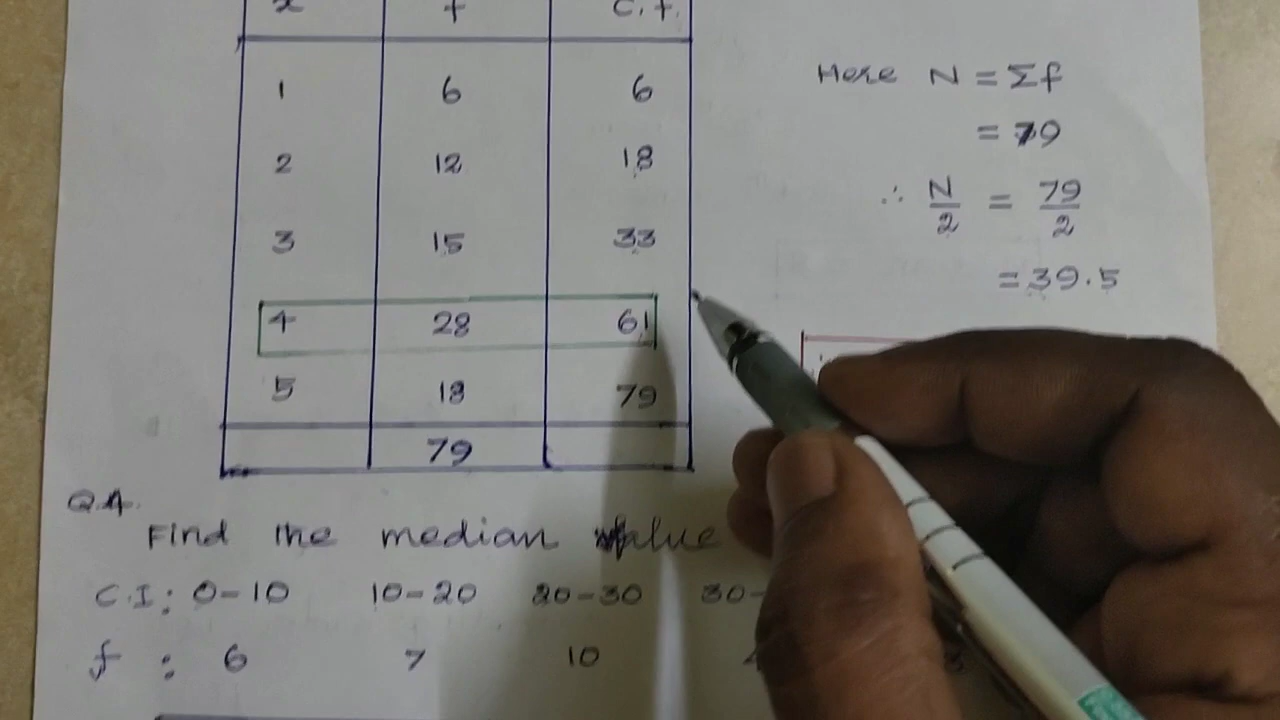 x f c.f.
1 6 6
2 12 18
3 15 33
4 28 61
5 18 79
79
Here N = Σf
= 79
∴ N/2 = 79/2
= 39.5
Q.4.
Find the median value
C.I : 0-10 10-20 20-30 30-
f : 6 7 10